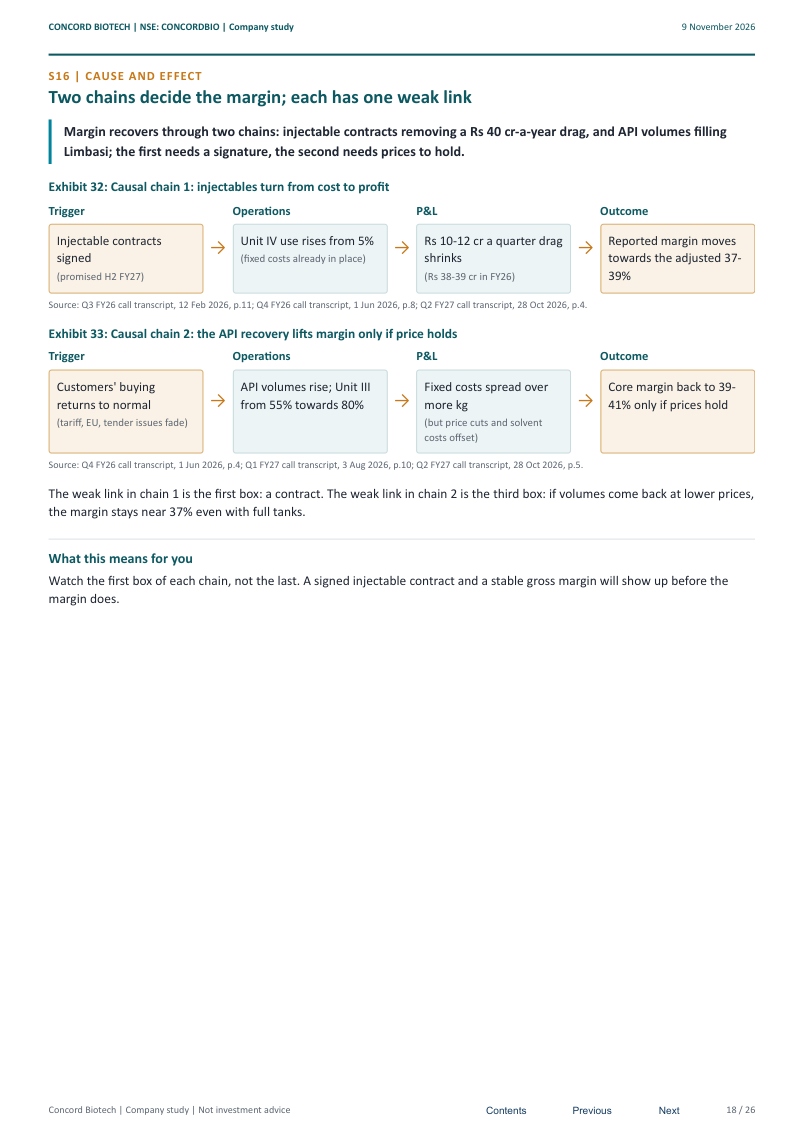 CONCORD BIOTECH | NSE: CONCORDBIO | Company study
9 November 2026
S16 | CAUSE AND EFFECT
Two chains decide the margin; each has one weak link
Margin recovers through two chains: injectable contracts removing a Rs 40 cr-a-year drag, and API volumes filling
Limbasi; the first needs a signature, the second needs prices to hold.
Exhibit 32: Causal chain 1: injectables turn from cost to profit
Trigger
Injectable contracts
signed
(promised H2 FY27)
Operations
Unit IV use rises from 5%
(fixed costs already in place)
P&L
Rs 10-12 cr a quarter drag
shrinks
(Rs 38-39 cr in FY26)
Outcome
Reported margin moves
towards the adjusted 37-
39%
Source: Q3 FY26 call transcript, 12 Feb 2026, p.11; Q4 FY26 call transcript, 1 Jun 2026, p.8; Q2 FY27 call transcript, 28 Oct 2026, p.4.
Exhibit 33: Causal chain 2: the API recovery lifts margin only if price holds
Trigger
Customers' buying
returns to normal
(tariff, EU, tender issues fade)
Operations
API volumes rise; Unit III
from 55% towards 80%
P&L
Fixed costs spread over
more kg
(but price cuts and solvent
costs offset)
Outcome
Core margin back to 39-
41% only if prices hold
Source: Q4 FY26 call transcript, 1 Jun 2026, p.4; Q1 FY27 call transcript, 3 Aug 2026, p.10; Q2 FY27 call transcript, 28 Oct 2026, p.5.
The weak link in chain 1 is the first box: a contract. The weak link in chain 2 is the third box: if volumes come back at lower prices,
the margin stays near 37% even with full tanks.
What this means for you
Watch the first box of each chain, not the last. A signed injectable contract and a stable gross margin will show up before the
margin does.
Concord Biotech | Company study | Not investment advice
Contents
Previous
Next
18 / 26